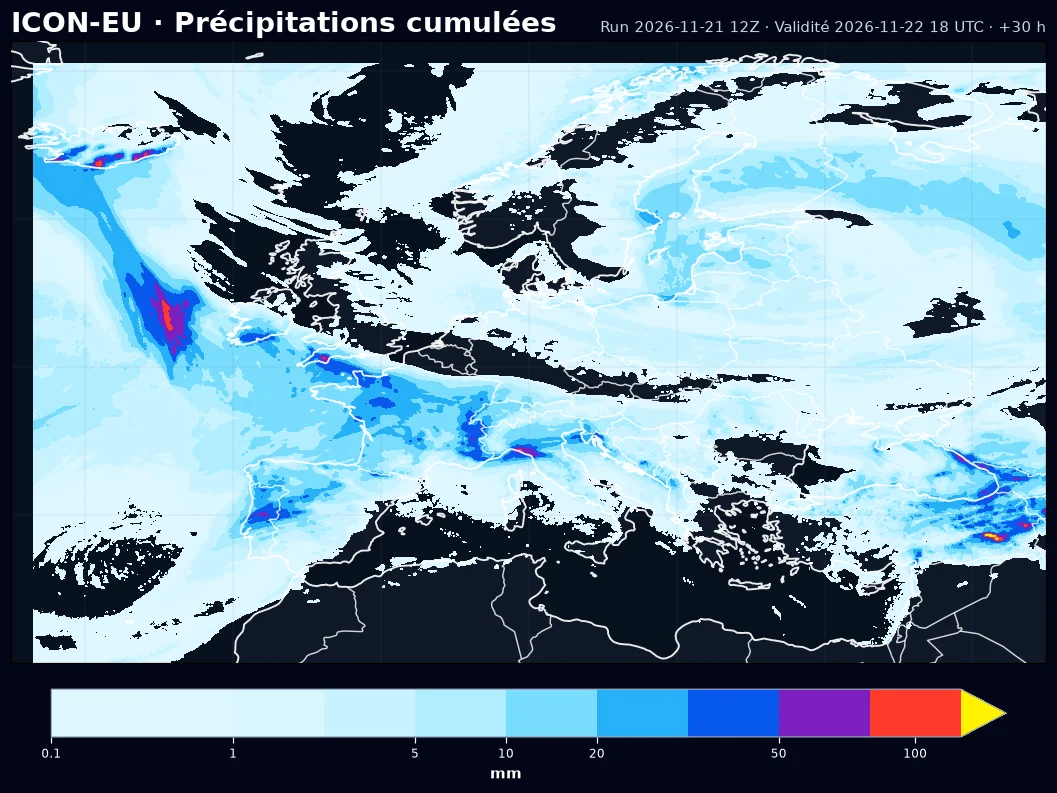 ICON-EU · Précipitations cumulées
Run 2026-11-21 12Z · Validité 2026-11-22 18 UTC · +30 h
0.1 1 5 10 20 50 100
mm